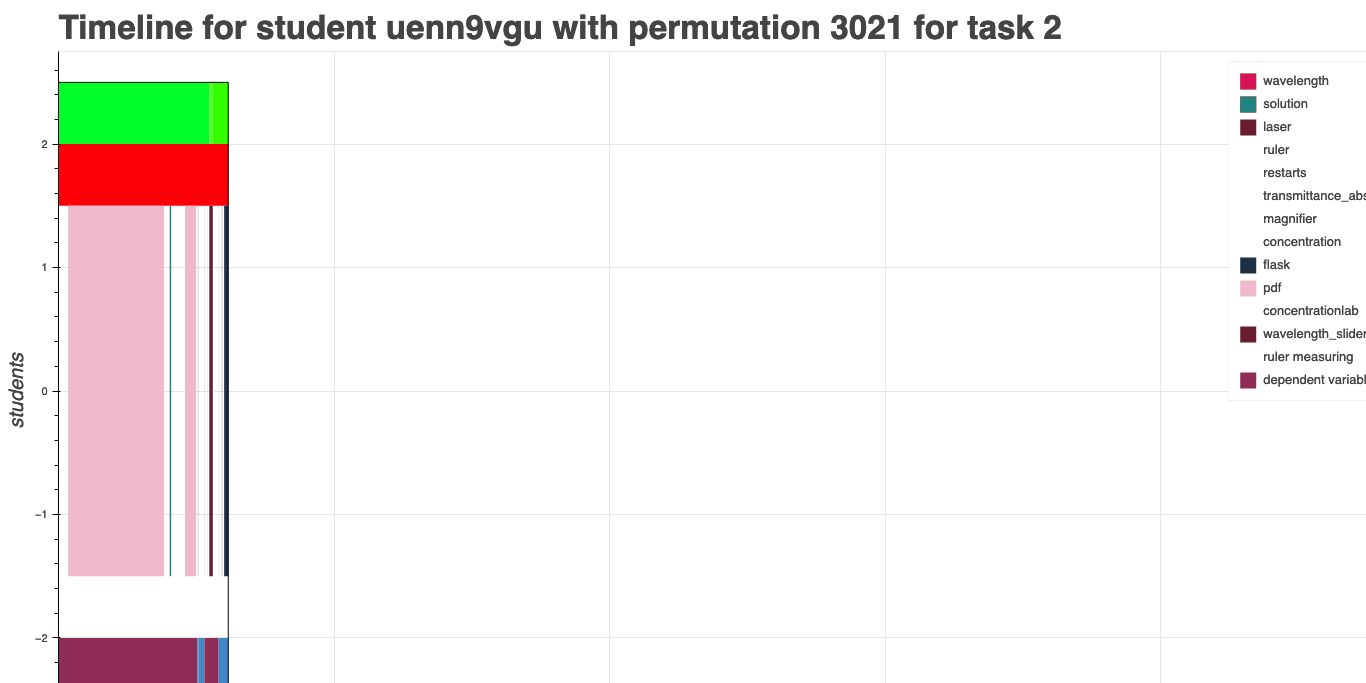 Timeline for student uenn9vgu with permutation 3021 for task 2
wavelength
solution
laser
ruler
restarts
transmittance_abs
magnifier
concentration
flask
pdf
concentrationlab
wavelength_slider
ruler measuring
dependent variabl
students
2
1
0
−1
−2